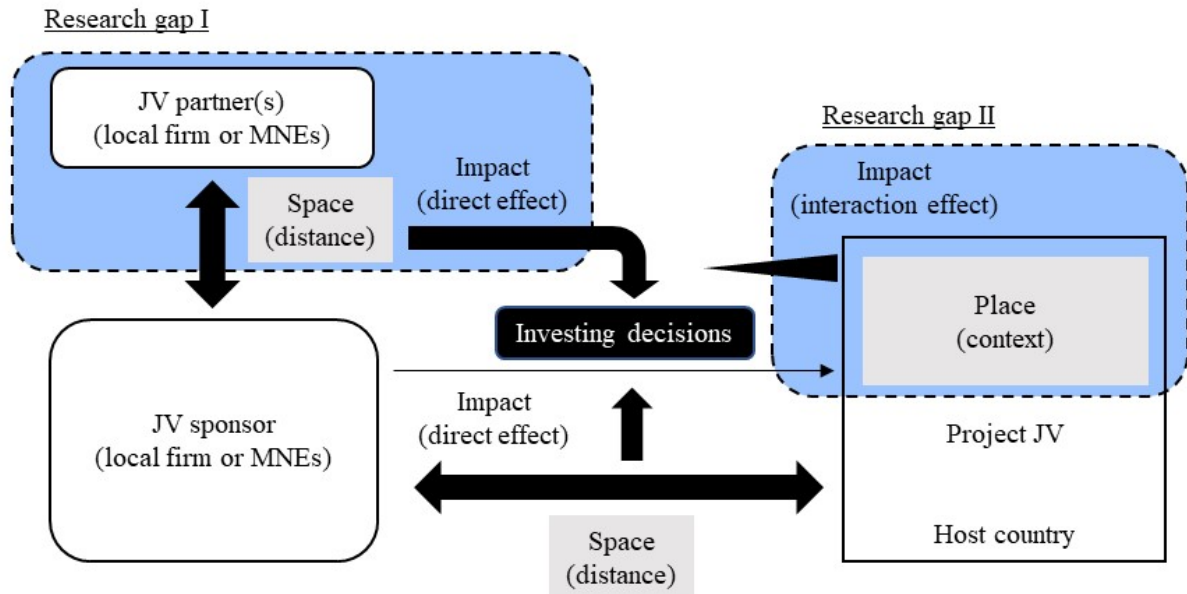 Research gap I
JV partner(s)
(local firm or MNEs)
Impact
(direct effect)
Space
(distance)
Research gap II
Impact
(interaction effect)
Place
(context)
Investing decisions
JV sponsor
(local firm or MNEs)
Impact
(direct effect)
Project JV
Space
(distance)
Host country